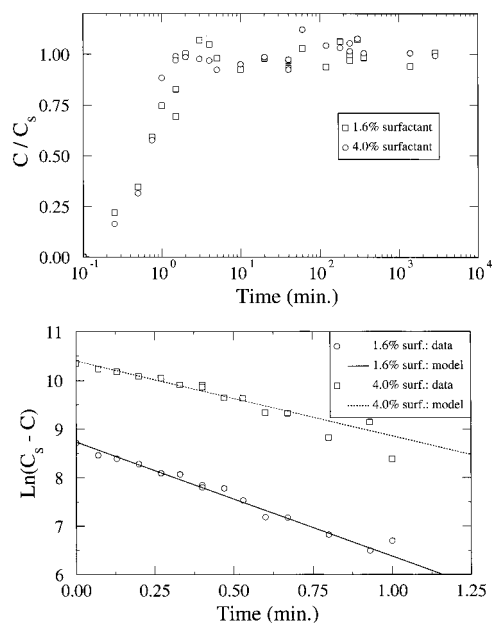 C / C_s
1.00
0.75
0.50
0.25
0.00
1.6% surfactant
4.0% surfactant
10^-1 10^0 10^1 10^2 10^3 10^4
Time (min.)
Ln(C_s - C)
11
10
9
8
7
6
1.6% surf.: data
1.6% surf.: model
4.0% surf.: data
4.0% surf.: model
0.00 0.25 0.50 0.75 1.00 1.25
Time (min.)